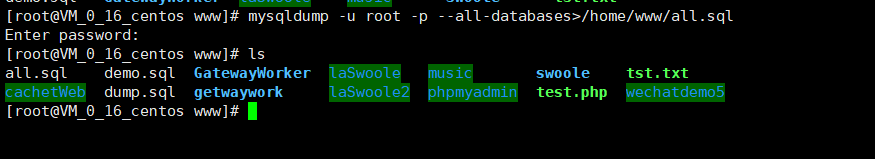 [root@VM_0_16_centos www]# mysqldump -u root -p --all-databases>/home/www/all.sql
Enter password:
[root@VM_0_16_centos www]# ls
all.sql demo.sql GatewayWorker laSwoole music swoole tst.txt
cachetWeb dump.sql getwaywork laSwoole2 phpmyadmin test.php wechatdemo5
[root@VM_0_16_centos www]#